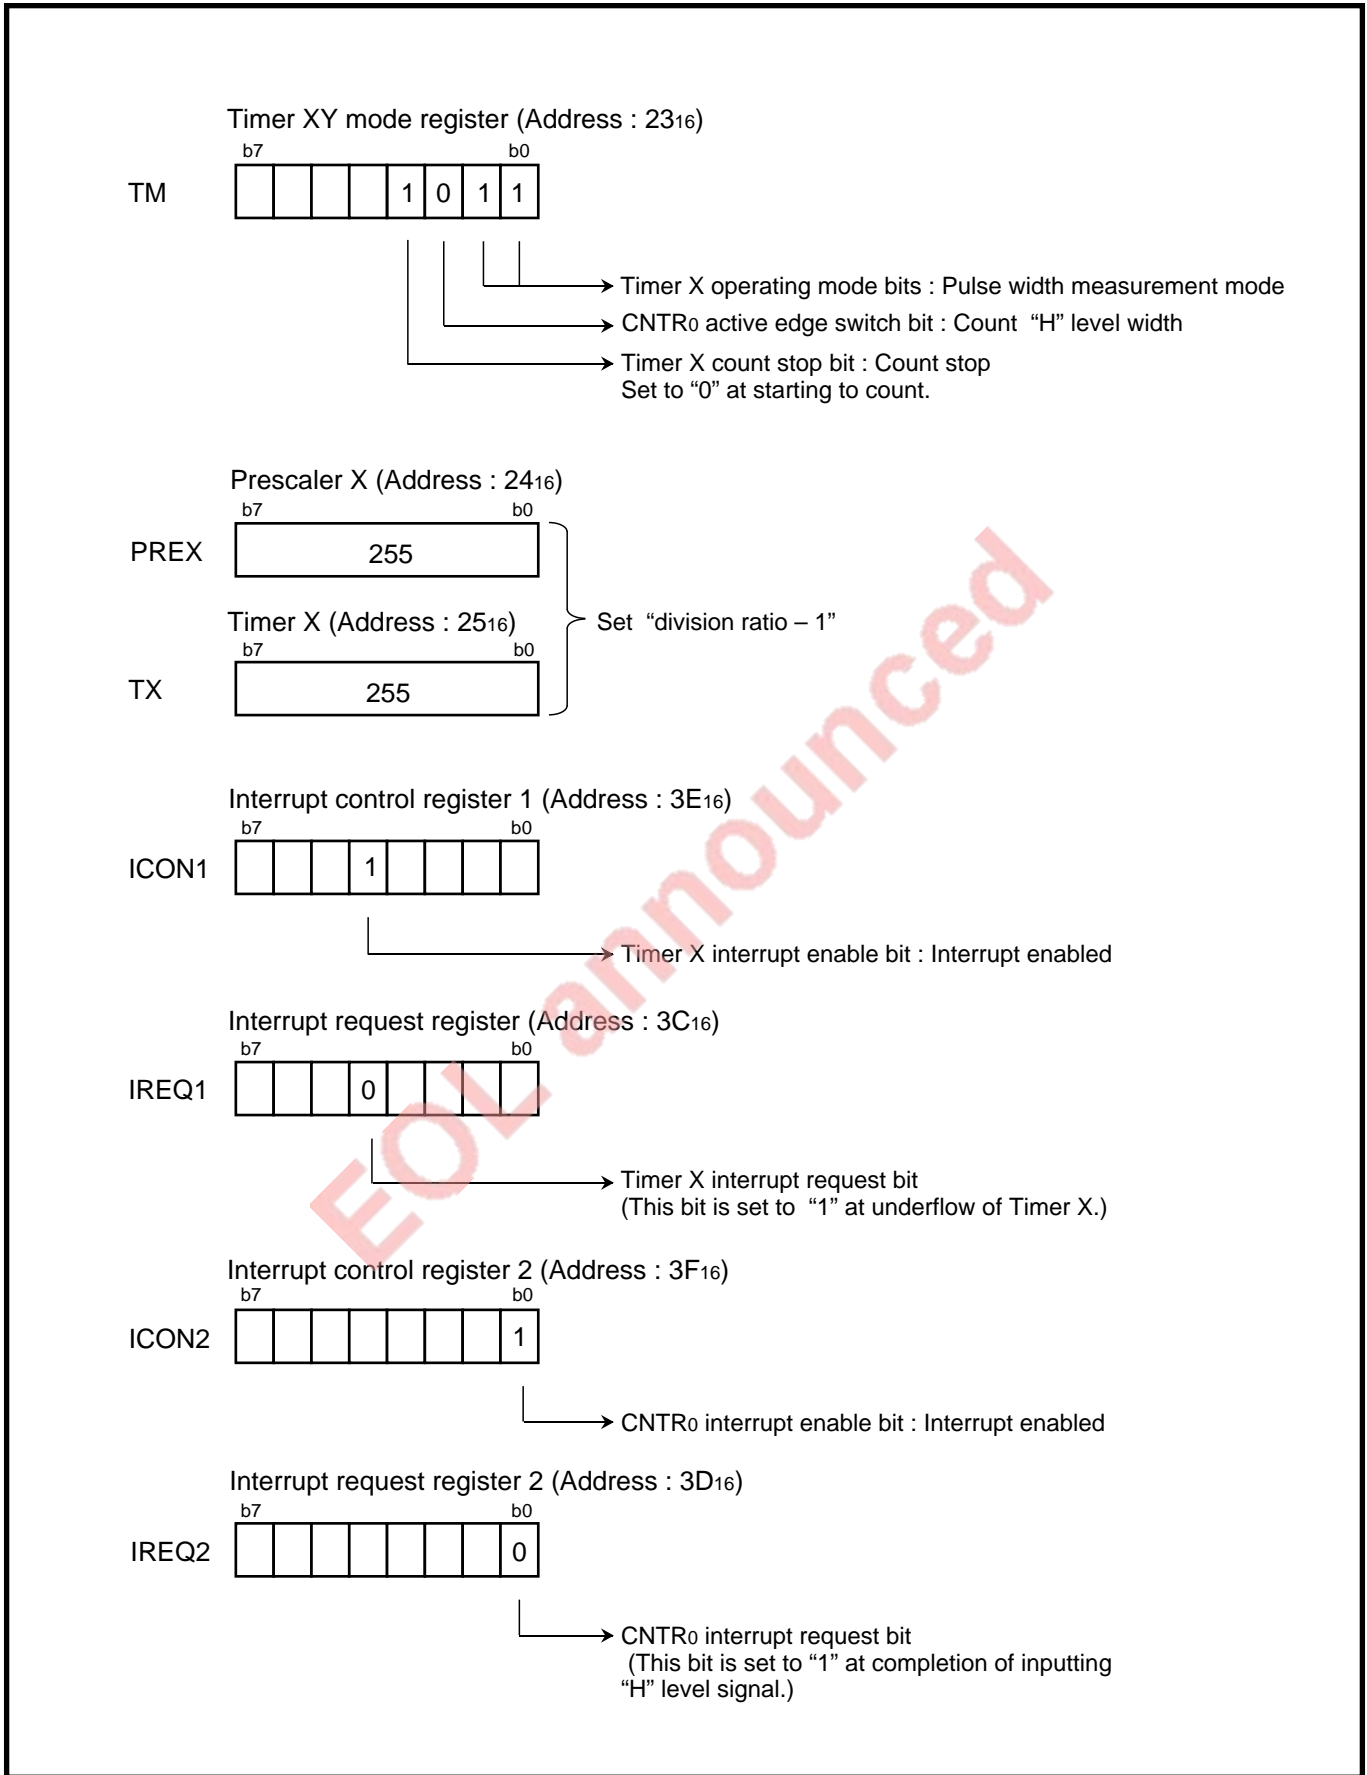 Timer XY mode register (Address : 2316)
b7 b0
TM 1 0 1 1
Timer X operating mode bits : Pulse width measurement mode
CNTR0 active edge switch bit : Count “H” level width
Timer X count stop bit : Count stop
Set to “0” at starting to count.
Prescaler X (Address : 2416)
b7 b0
PREX 255
Timer X (Address : 2516)
Set “division ratio – 1”
b7 b0
TX 255
Interrupt control register 1 (Address : 3E16)
b7 b0
ICON1 1
Timer X interrupt enable bit : Interrupt enabled
Interrupt request register (Address : 3C16)
b7 b0
IREQ1 0
Timer X interrupt request bit
(This bit is set to “1” at underflow of Timer X.)
Interrupt control register 2 (Address : 3F16)
b7 b0
ICON2 1
CNTR0 interrupt enable bit : Interrupt enabled
Interrupt request register 2 (Address : 3D16)
b7 b0
IREQ2 0
CNTR0 interrupt request bit
(This bit is set to “1” at completion of inputting
“H” level signal.)
EOL announced